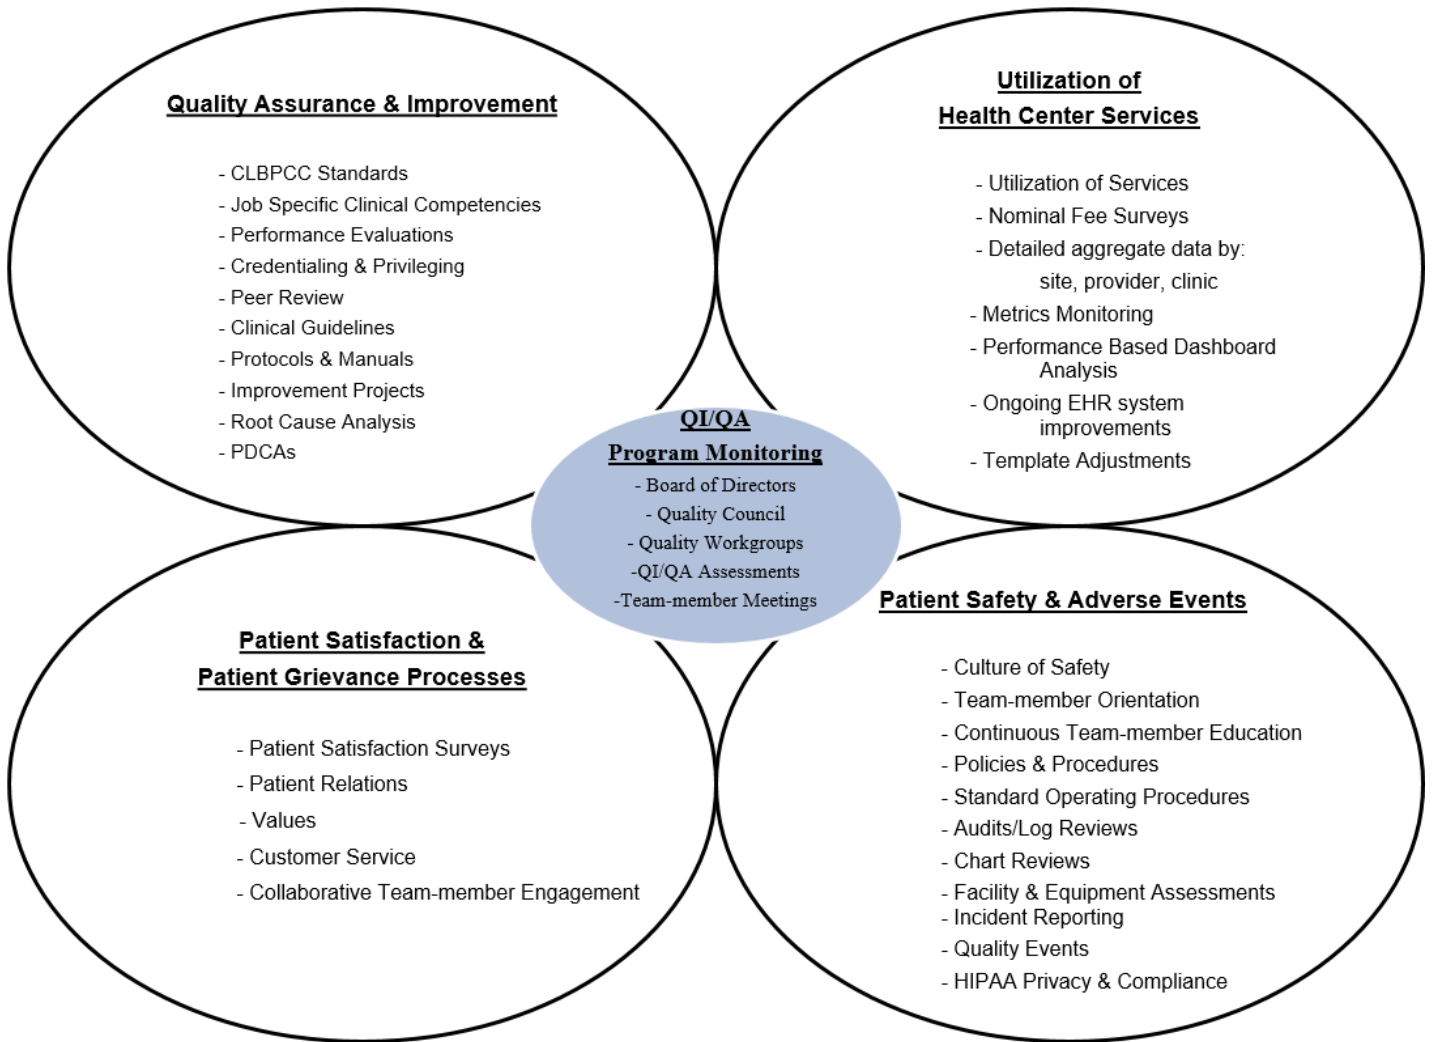 Quality Assurance & Improvement
- CLBPCC Standards
- Job Specific Clinical Competencies
- Performance Evaluations
- Credentialing & Privileging
- Peer Review
- Clinical Guidelines
- Protocols & Manuals
- Improvement Projects
- Root Cause Analysis
- PDCAs
Utilization of
Health Center Services
- Utilization of Services
- Nominal Fee Surveys
- Detailed aggregate data by:
site, provider, clinic
- Metrics Monitoring
- Performance Based Dashboard
Analysis
- Ongoing EHR system
improvements
- Template Adjustments
QI/QA
Program Monitoring
- Board of Directors
- Quality Council
- Quality Workgroups
-QI/QA Assessments
-Team-member Meetings
Patient Satisfaction &
Patient Grievance Processes
- Patient Satisfaction Surveys
- Patient Relations
- Values
- Customer Service
- Collaborative Team-member Engagement
Patient Safety & Adverse Events
- Culture of Safety
- Team-member Orientation
- Continuous Team-member Education
- Policies & Procedures
- Standard Operating Procedures
- Audits/Log Reviews
- Chart Reviews
- Facility & Equipment Assessments
- Incident Reporting
- Quality Events
- HIPAA Privacy & Compliance